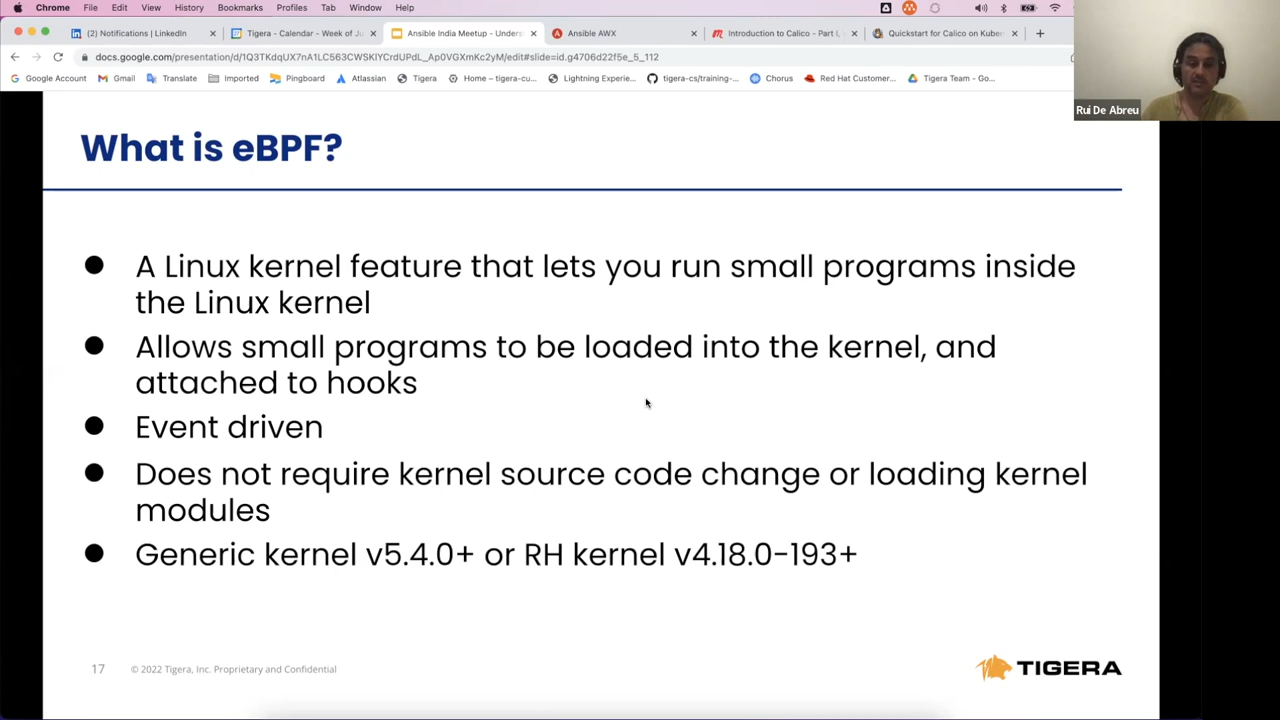 Chrome File Edit View History Bookmarks Profiles Tab Window Help
(2) Notifications | LinkedIn
Tigera - Calendar - Week of Ju
Ansible India Meetup - Unders
Ansible AWX
Introduction to Calico - Part I,
Quickstart for Calico on Kuber
docs.google.com/presentation/d/1Q3TKdqUX7nA1LC563CWSKlYCrdUPdL_Ap0VGXmKc2yM/edit#slide=id.g4706d22f5e_5_112
Google Account Gmail Translate Imported Pingboard Atlassian Tigera Home – tigera-cu... Lightning Experie... tigera-cs/training-... Chorus Red Hat Customer... Tigera Team - Go...
Rui De Abreu
What is eBPF?
● A Linux kernel feature that lets you run small programs inside
the Linux kernel
● Allows small programs to be loaded into the kernel, and
attached to hooks
● Event driven
● Does not require kernel source code change or loading kernel
modules
● Generic kernel v5.4.0+ or RH kernel v4.18.0-193+
17 © 2022 Tigera, Inc. Proprietary and Confidential
TIGERA